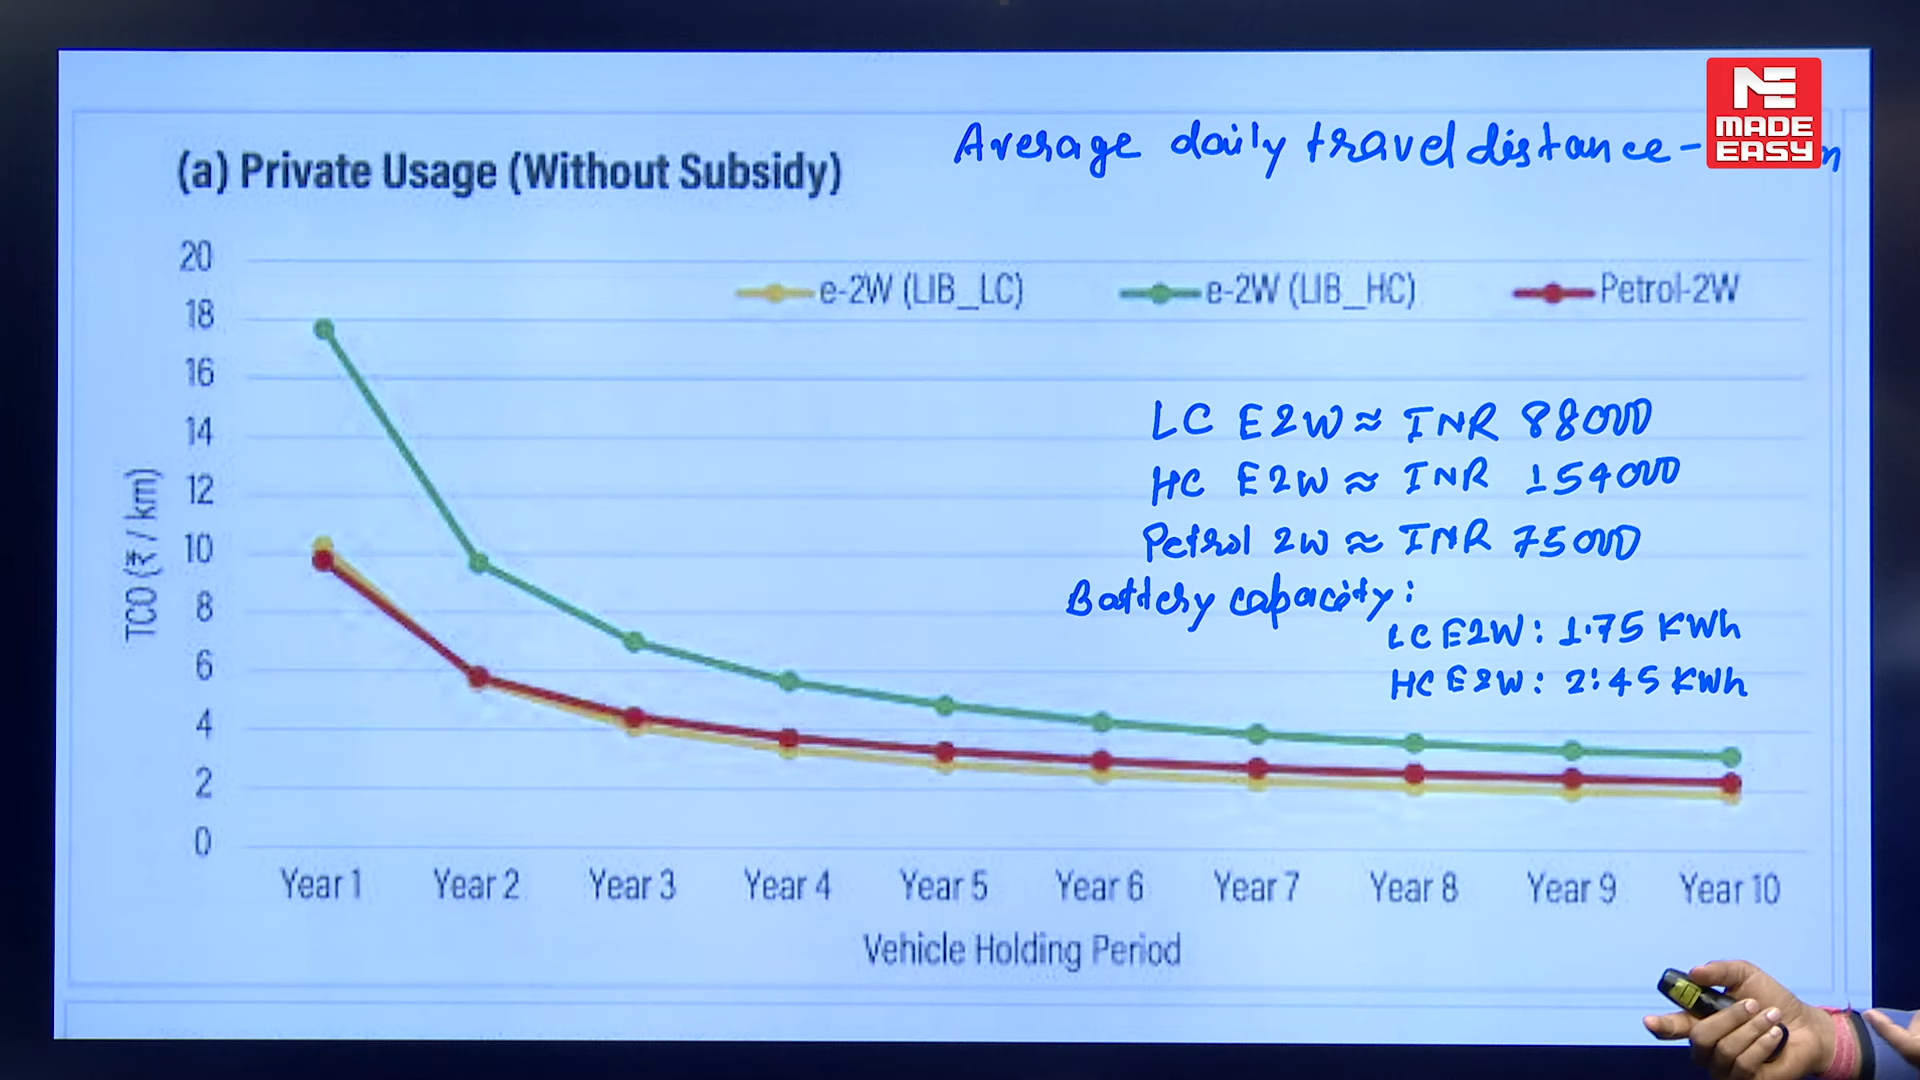 ME
MADE
EASY
Average daily travel distance -
(a) Private Usage (Without Subsidy)
20
e-2W (LIB_LC) e-2W (LIB_HC) Petrol-2W
18
16
14
12
10
8
6
4
2
0
TCO (₹ / km)
LC E2W ≈ INR 88000
HC E2W ≈ INR 154000
Petrol 2W ≈ INR 75000
Battery capacity:
LC E2W: 1.75 KWh
HC E2W: 2.45 KWh
Year 1 Year 2 Year 3 Year 4 Year 5 Year 6 Year 7 Year 8 Year 9 Year 10
Vehicle Holding Period